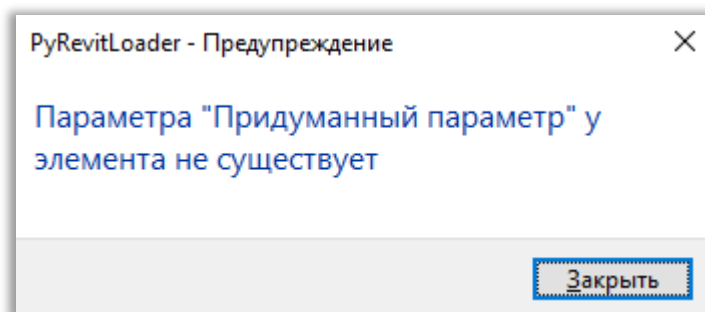 PyRevitLoader - Предупреждение
Параметра "Придуманный параметр" у
элемента не существует
Закрыть